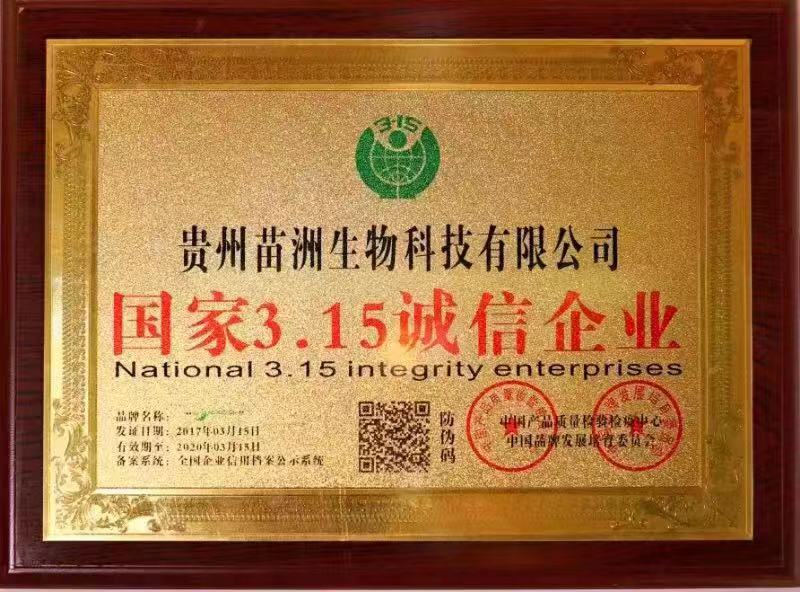 3·15
贵州苗洲生物科技有限公司
国家3.15诚信企业
National 3.15 integrity enterprises
品牌名称：
发证日期：2017年03月15日
有效期至：2020年03月15日
备案系统：全国企业信用档案公示系统
防伪码
中国产品质量检验检疫中心
中国品牌发展培育委员会